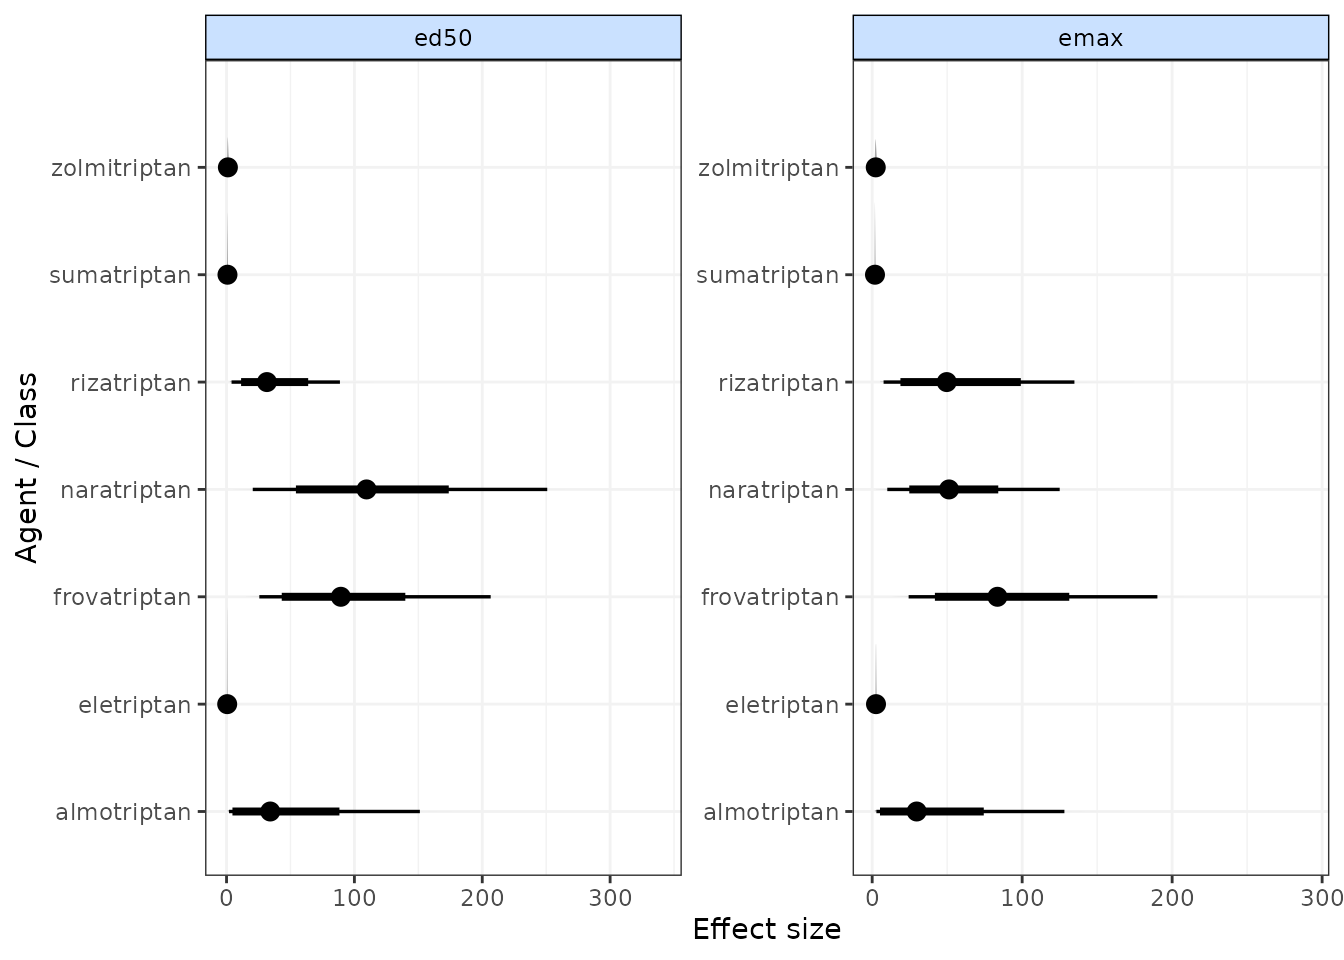 ed50
emax
zolmitriptan
sumatriptan
rizatriptan
naratriptan
frovatriptan
eletriptan
almotriptan
zolmitriptan
sumatriptan
rizatriptan
naratriptan
frovatriptan
eletriptan
almotriptan
0 100 200 300
0 100 200 300
Effect size
Agent / Class